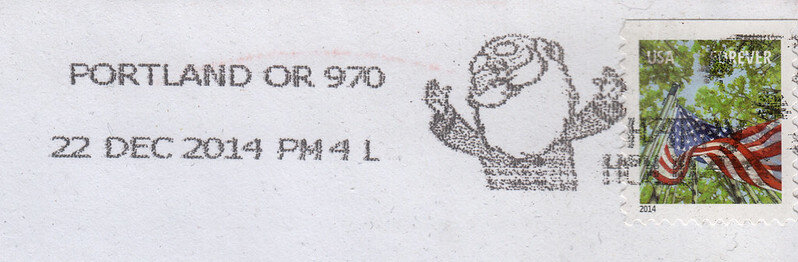 PORTLAND OR 970
22 DEC 2014 PM 4 L
USA FOREVER
2014